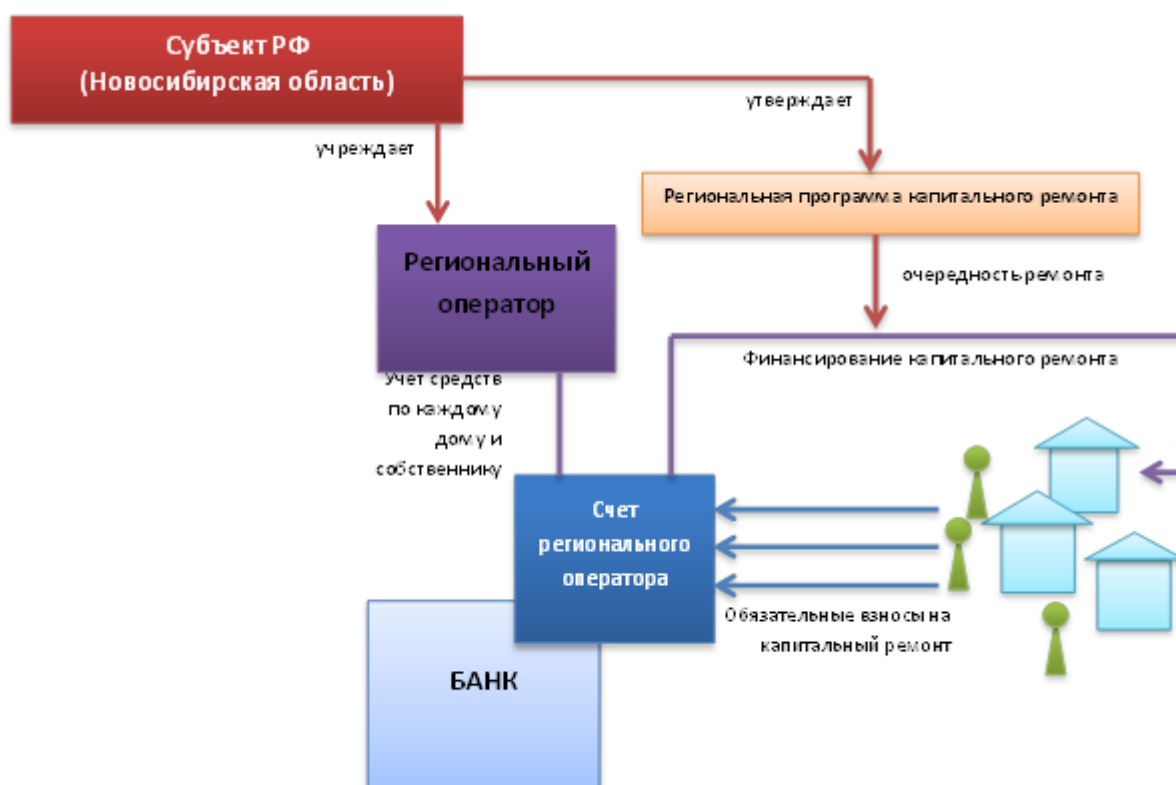 Субъект РФ
(Новосибирская область)
утверждает
учреждает
Региональная программа капитального ремонта
Региональный
оператор
очередность ремонта
Финансирование капитального ремонта
Учет средств
по каждому
дому и
собственнику
Счет
регионального
оператора
Обязательные взносы на
капитальный ремонт
БАНК